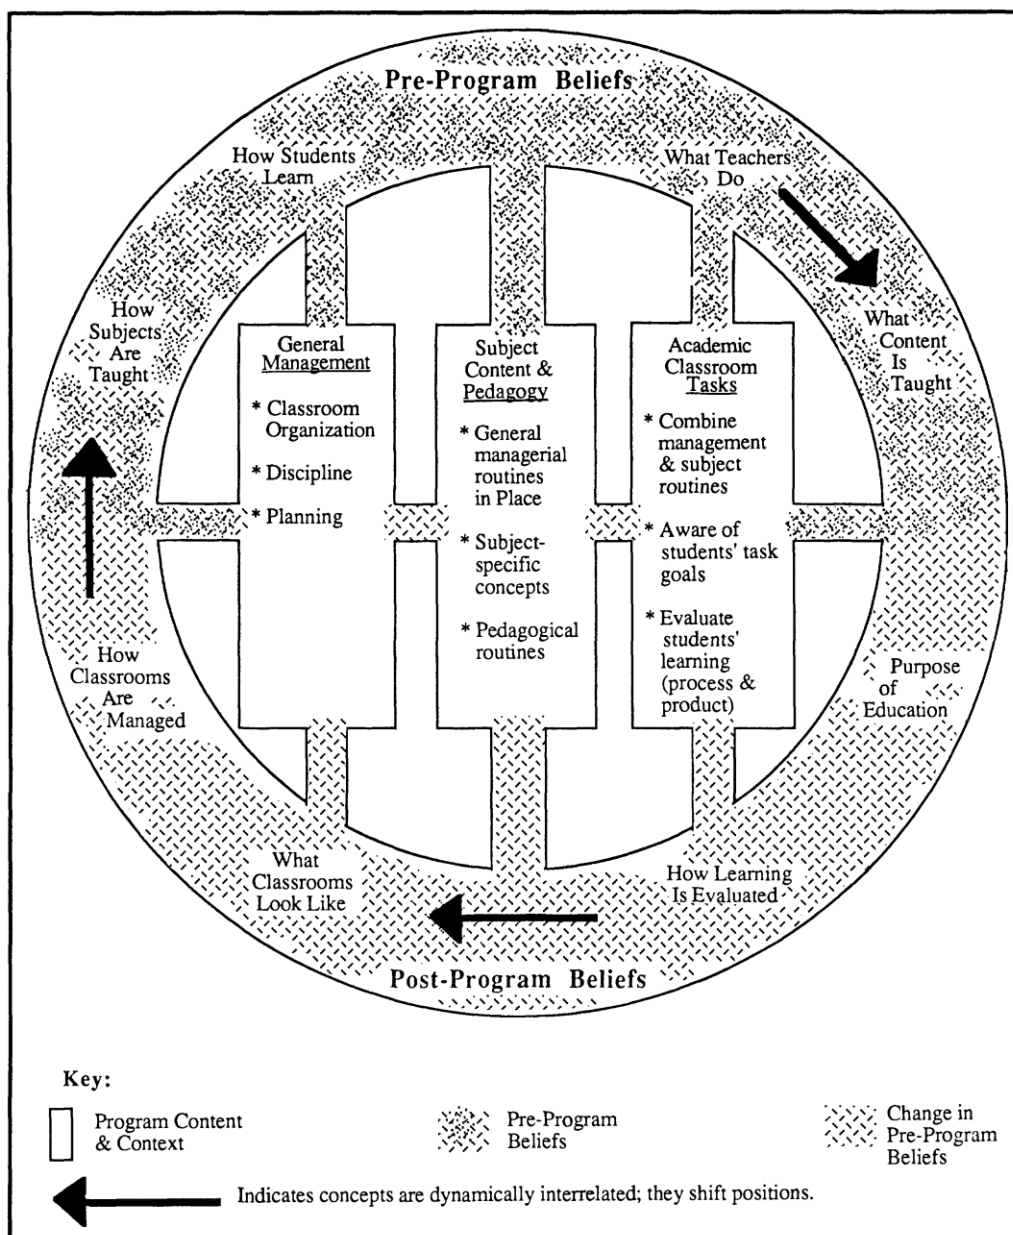 Pre-Program Beliefs
How Students
Learn
What Teachers
Do
How
Subjects
Are
Taught
What
Content
Is
Taught
General
Management
* Classroom
Organization
* Discipline
* Planning
Subject
Content &
Pedagogy
* General
managerial
routines
in Place
* Subject-
specific
concepts
* Pedagogical
routines
Academic
Classroom
Tasks
* Combine
management
& subject
routines
* Aware of
students' task
goals
* Evaluate
students'
learning
(process &
product)
How
Classrooms
Are
Managed
Purpose
of
Education
What
Classrooms
Look Like
How Learning
Is Evaluated
Post-Program Beliefs
Key:
Program Content
& Context
Pre-Program
Beliefs
Change in
Pre-Program
Beliefs
Indicates concepts are dynamically interrelated; they shift positions.